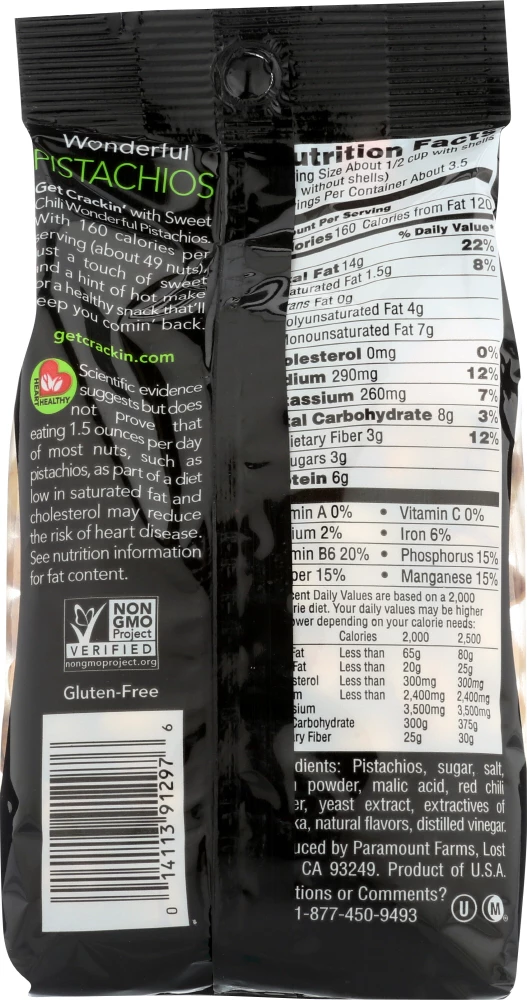 Wonderful
PISTACHIOS
Get Crackin' with Sweet
Chili Wonderful Pistachios.
With 160 calories per
serving (about 49 nuts),
just a touch of sweet
and a hint of hot make
for a healthy snack that'll
keep you comin' back.
getcrackin.com
HEART HEALTHY
Scientific evidence
suggests but does
not prove that
eating 1.5 ounces per day
of most nuts, such as
pistachios, as part of a diet
low in saturated fat and
cholesterol may reduce
the risk of heart disease.
See nutrition information
for fat content.
NON
GMO
Project
VERIFIED
nongmoproject.org
Gluten-Free
0 14113 91297 6
utrition Facts
ing Size About 1/2 cup with shells
without shells)
ings Per Container About 3.5
ount Per Serving
ories 160 Calories from Fat 120
% Daily Value*
22%
al Fat 14g
8%
aturated Fat 1.5g
ans Fat 0g
olyunsaturated Fat 4g
onounsaturated Fat 7g
olesterol 0mg 0%
dium 290mg 12%
tassium 260mg 7%
tal Carbohydrate 8g 3%
ietary Fiber 3g 12%
ugars 3g
tein 6g
min A 0% • Vitamin C 0%
ium 2% • Iron 6%
min B6 20% • Phosphorus 15%
per 15% • Manganese 15%
cent Daily Values are based on a 2,000
rie diet. Your daily values may be higher
ower depending on your calorie needs:
Calories 2,000 2,500
Fat Less than 65g 80g
Fat Less than 20g 25g
sterol Less than 300mg 300mg
m Less than 2,400mg 2,400mg
sium 3,500mg 3,500mg
Carbohydrate 300g 375g
ry Fiber 25g 30g
dients: Pistachios, sugar, salt,
powder, malic acid, red chili
er, yeast extract, extractives of
ka, natural flavors, distilled vinegar.
uced by Paramount Farms, Lost
CA 93249. Product of U.S.A.
tions or Comments?
1-877-450-9493
U M